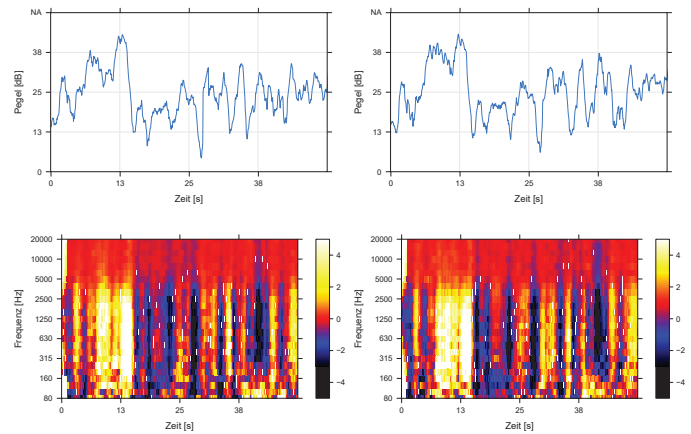 NA
38
25
13
0
Pegel [dB]
0 13 25 38
Zeit [s]
NA
38
25
13
0
Pegel [dB]
0 13 25 38
Zeit [s]
20000
10000
5000
2500
1250
630
315
160
80
Frequenz [Hz]
0 13 25 38
Zeit [s]
4
2
0
−2
−4
20000
10000
5000
2500
1250
630
315
160
80
Frequenz [Hz]
0 13 25 38
Zeit [s]
4
2
0
−2
−4